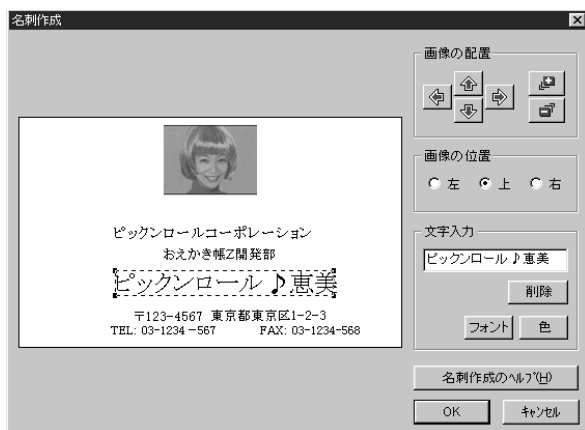 名刺作成
ピックンロールコーポレーション
おえかき帳Z開発部
ピックンロール♪恵美
〒123-4567 東京都東京区1-2-3
TEL: 03-1234-567 FAX: 03-1234-568
画像の配置
画像の位置
左 上 右
文字入力
ピックンロール♪恵美
削除
フォント 色
名刺作成のヘルプ(H)
OK キャンセル